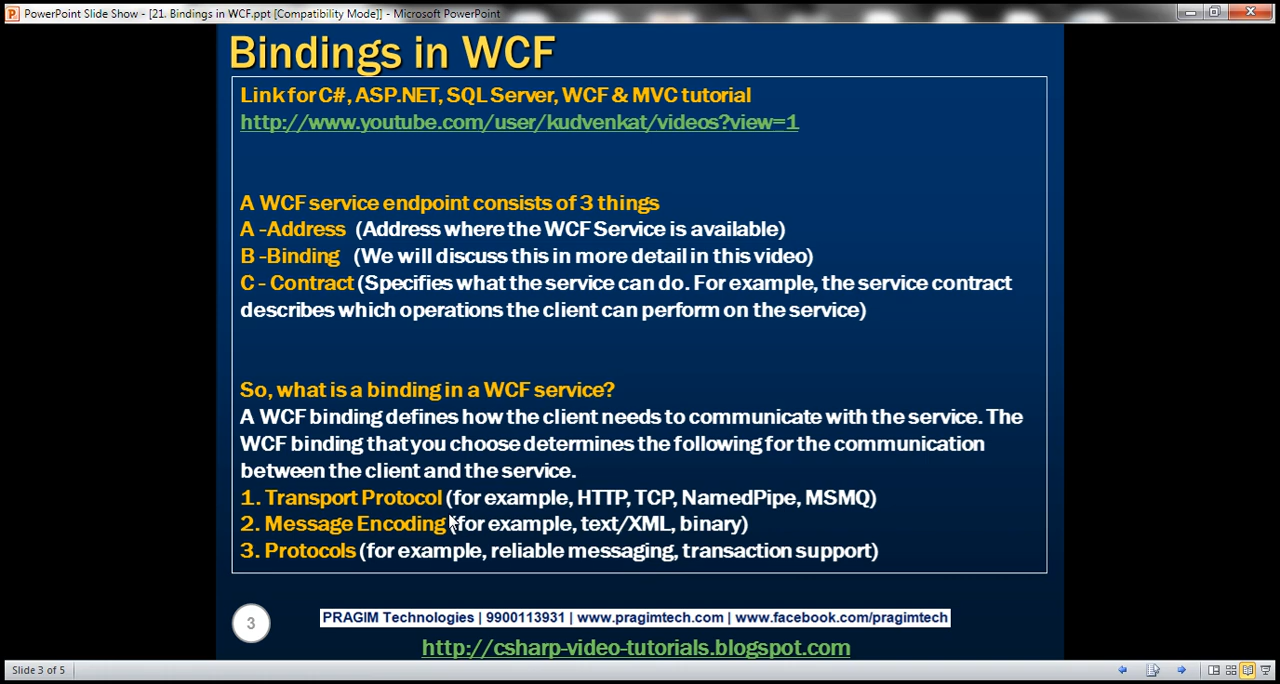 PowerPoint Slide Show - [21. Bindings in WCF.ppt [Compatibility Mode]] - Microsoft PowerPoint
Bindings in WCF
Link for C#, ASP.NET, SQL Server, WCF & MVC tutorial
http://www.youtube.com/user/kudvenkat/videos?view=1
A WCF service endpoint consists of 3 things
A -Address (Address where the WCF Service is available)
B -Binding (We will discuss this in more detail in this video)
C - Contract (Specifies what the service can do. For example, the service contract
describes which operations the client can perform on the service)
So, what is a binding in a WCF service?
A WCF binding defines how the client needs to communicate with the service. The
WCF binding that you choose determines the following for the communication
between the client and the service.
1. Transport Protocol (for example, HTTP, TCP, NamedPipe, MSMQ)
2. Message Encoding (for example, text/XML, binary)
3. Protocols (for example, reliable messaging, transaction support)
3
PRAGIM Technologies | 9900113931 | www.pragimtech.com | www.facebook.com/pragimtech
http://csharp-video-tutorials.blogspot.com
Slide 3 of 5